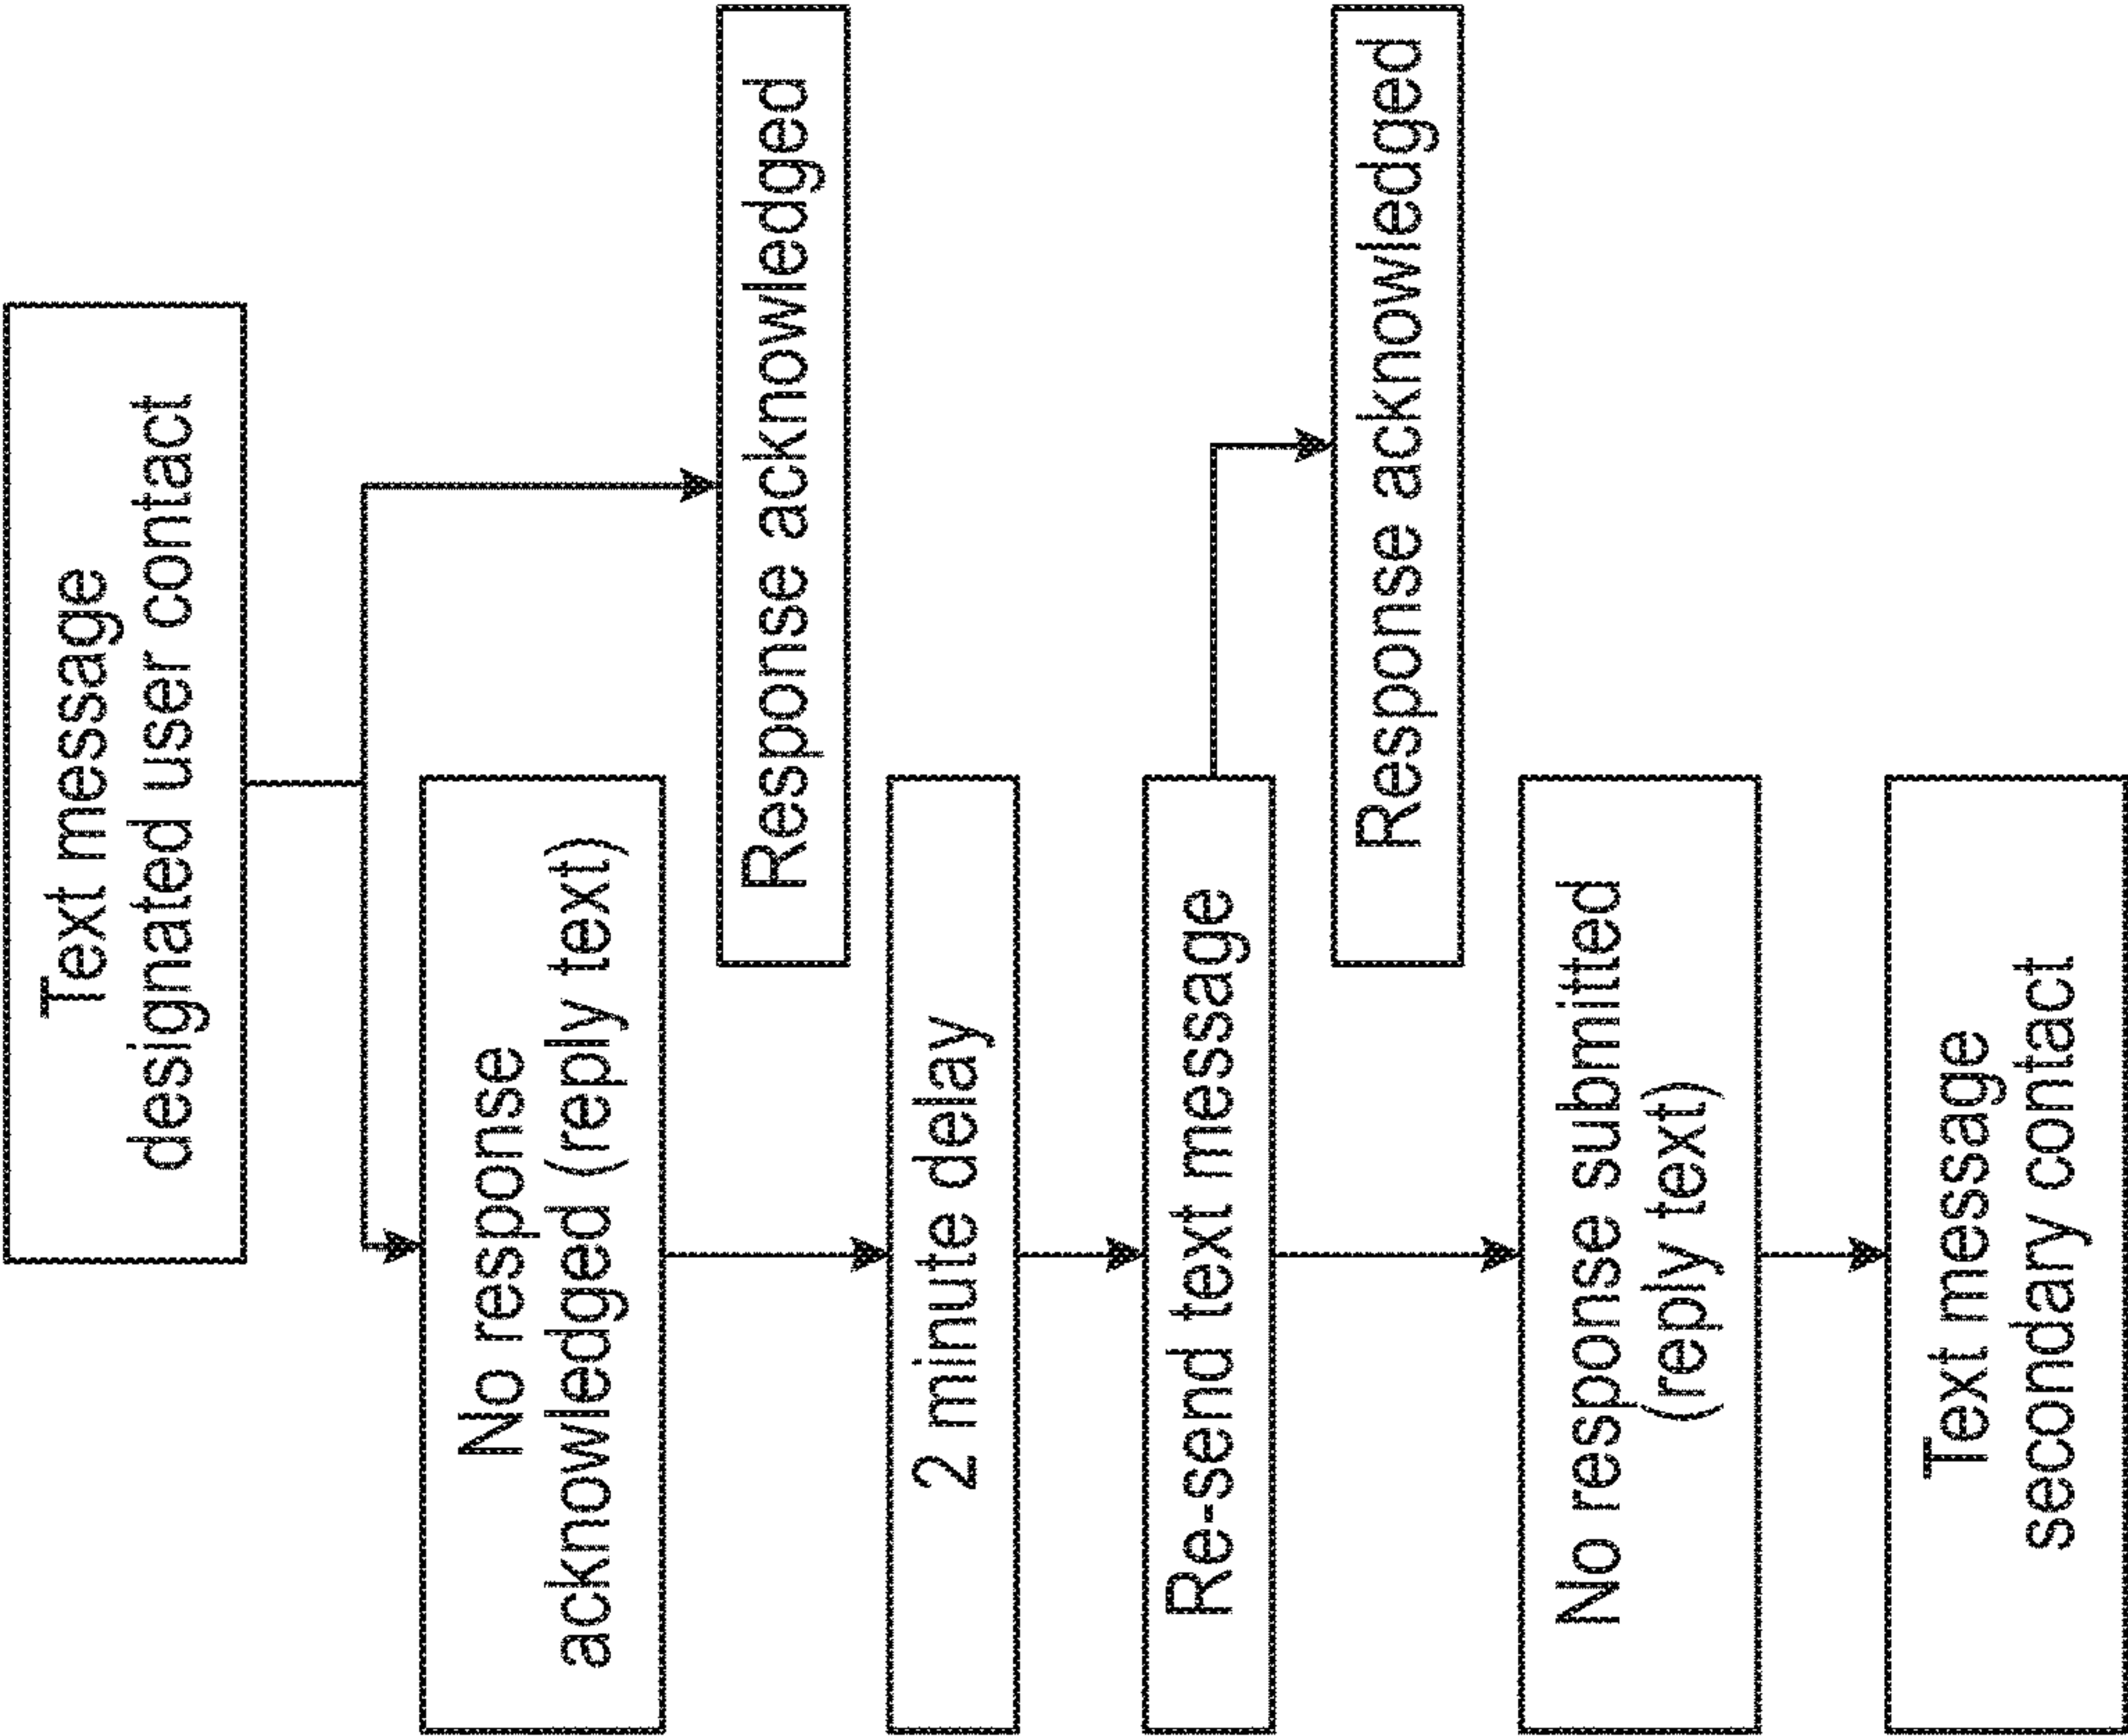 Text message
designated user contact
No response
acknowledged (reply text)
Response acknowledged
2 minute delay
Re-send text message
Response acknowledged
No response submitted
(reply text)
Text message
secondary contact